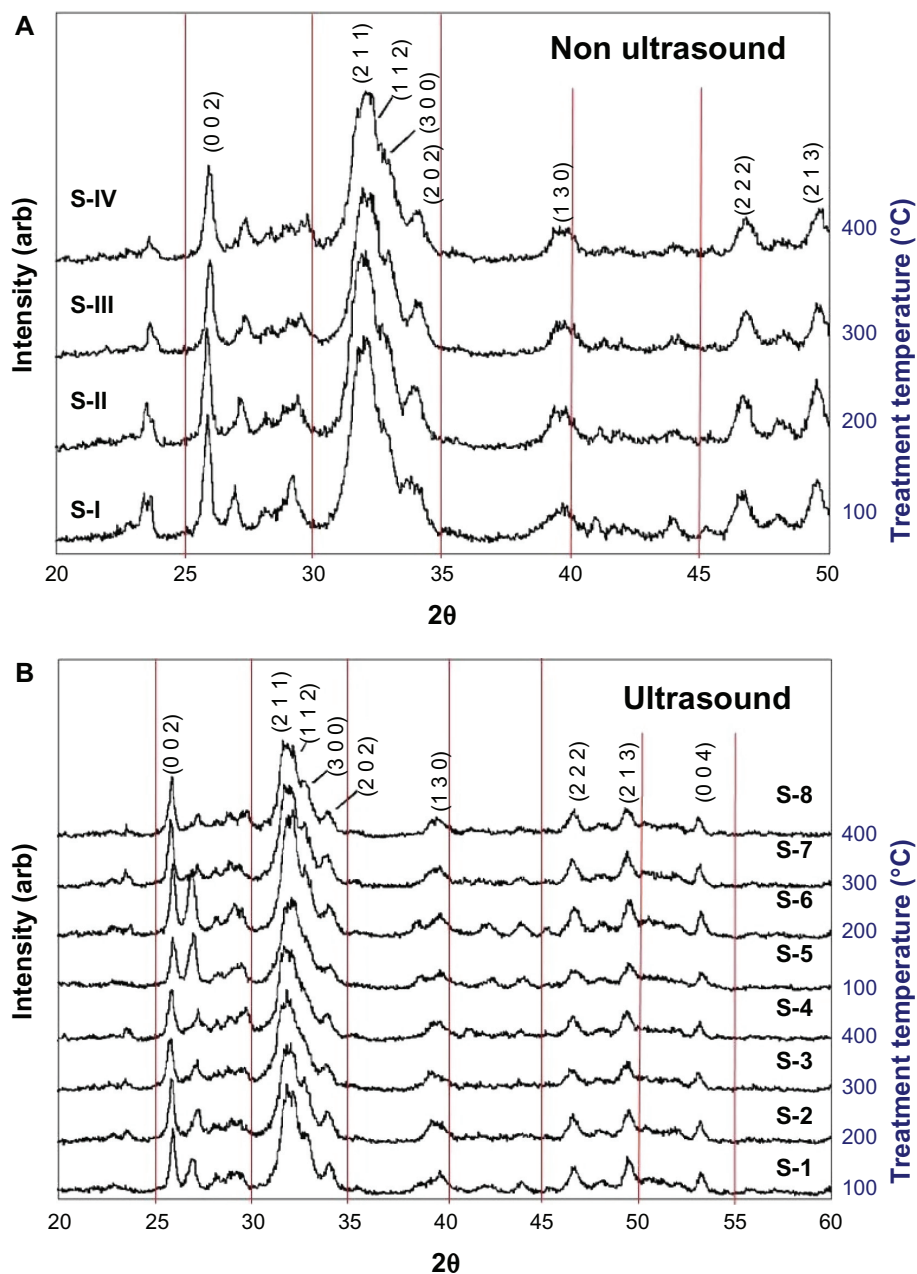 A
Non ultrasound
(0 0 2)
(2 1 1)
(1 1 2)
(3 0 0)
(2 0 2)
(1 3 0)
(2 2 2)
(2 1 3)
S-IV
S-III
S-II
S-I
400
300
200
100
Intensity (arb)
Treatment temperature (°C)
20 25 30 35 40 45 50
2θ
B
Ultrasound
(0 0 2)
(2 1 1)
(1 1 2)
(3 0 0)
(2 0 2)
(1 3 0)
(2 2 2)
(2 1 3)
(0 0 4)
S-8
400
S-7
300
S-6
200
S-5
100
S-4
400
S-3
300
S-2
200
S-1
100
Intensity (arb)
Treatment temperature (°C)
20 25 30 35 40 45 50 55 60
2θ